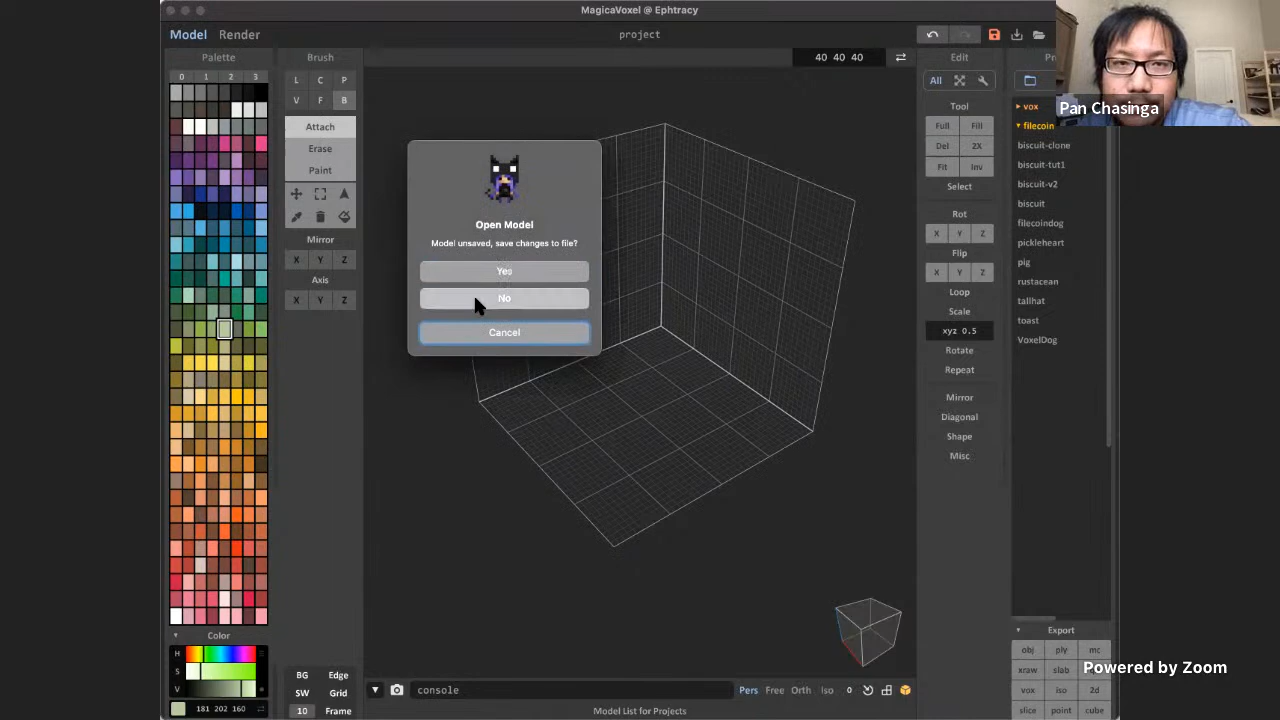 MagicaVoxel @ Ephtracy
Model Render
project
Palette
0 1 2 3
Color
H
S
V
181 202 160
Brush
L C P
V F B
Attach
Erase
Paint
Mirror
X Y Z
Axis
X Y Z
BG Edge
SW Grid
10 Frame
40 40 40
Open Model
Model unsaved, save changes to file?
Yes
No
Cancel
console
Pers Free Orth Iso 0
Model List for Projects
Edit
All
Tool
Full Fill
Del 2X
Fit Inv
Select
Rot
X Y Z
Flip
X Y Z
Loop
Scale
xyz 0.5
Rotate
Repeat
Mirror
Diagonal
Shape
Misc
Pr
vox
filecoin
biscuit-clone
biscuit-tut1
biscuit-v2
biscuit
filecoindog
pickleheart
pig
rustacean
tallhat
toast
VoxelDog
Export
obj ply mc
xraw slab
vox iso 2d
slice point cube
Pan Chasinga
Powered by Zoom